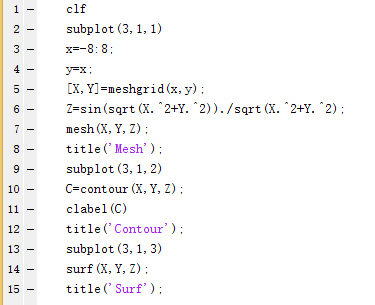 1 — clf
2 — subplot(3,1,1)
3 — x=-8:8;
4 — y=x;
5 — [X,Y]=meshgrid(x,y);
6 — Z=sin(sqrt(X.^2+Y.^2))./sqrt(X.^2+Y.^2);
7 — mesh(X,Y,Z);
8 — title('Mesh');
9 — subplot(3,1,2)
10 — C=contour(X,Y,Z);
11 — clabel(C)
12 — title('Contour');
13 — subplot(3,1,3)
14 — surf(X,Y,Z);
15 — title('Surf');